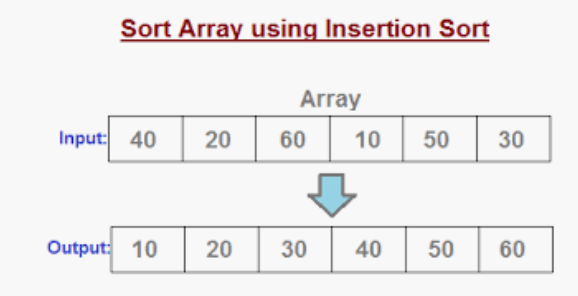 Sort Array using Insertion Sort
Array
Input: 40 20 60 10 50 30
Output: 10 20 30 40 50 60